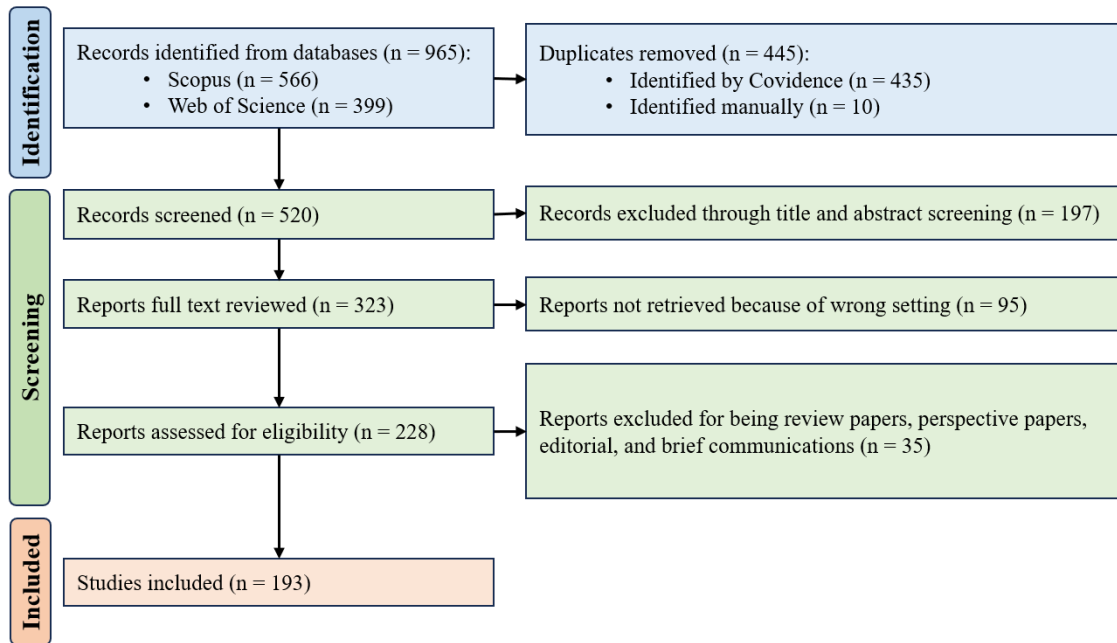 Identification
Records identified from databases (n = 965):
• Scopus (n = 566)
• Web of Science (n = 399)
Duplicates removed (n = 445):
• Identified by Covidence (n = 435)
• Identified manually (n = 10)
Screening
Records screened (n = 520)
Records excluded through title and abstract screening (n = 197)
Reports full text reviewed (n = 323)
Reports not retrieved because of wrong setting (n = 95)
Reports assessed for eligibility (n = 228)
Reports excluded for being review papers, perspective papers,
editorial, and brief communications (n = 35)
Included
Studies included (n = 193)